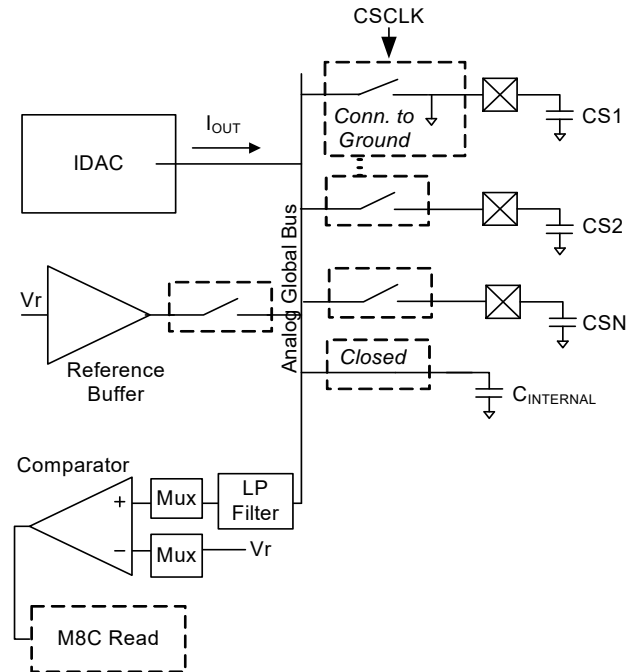 CSCLK
Conn. to
Ground
CS1
I_OUT
IDAC
CS2
Analog Global Bus
Vr
Reference
Buffer
CSN
Closed
C_INTERNAL
Comparator
+
Mux
LP
Filter
−
Mux
Vr
M8C Read